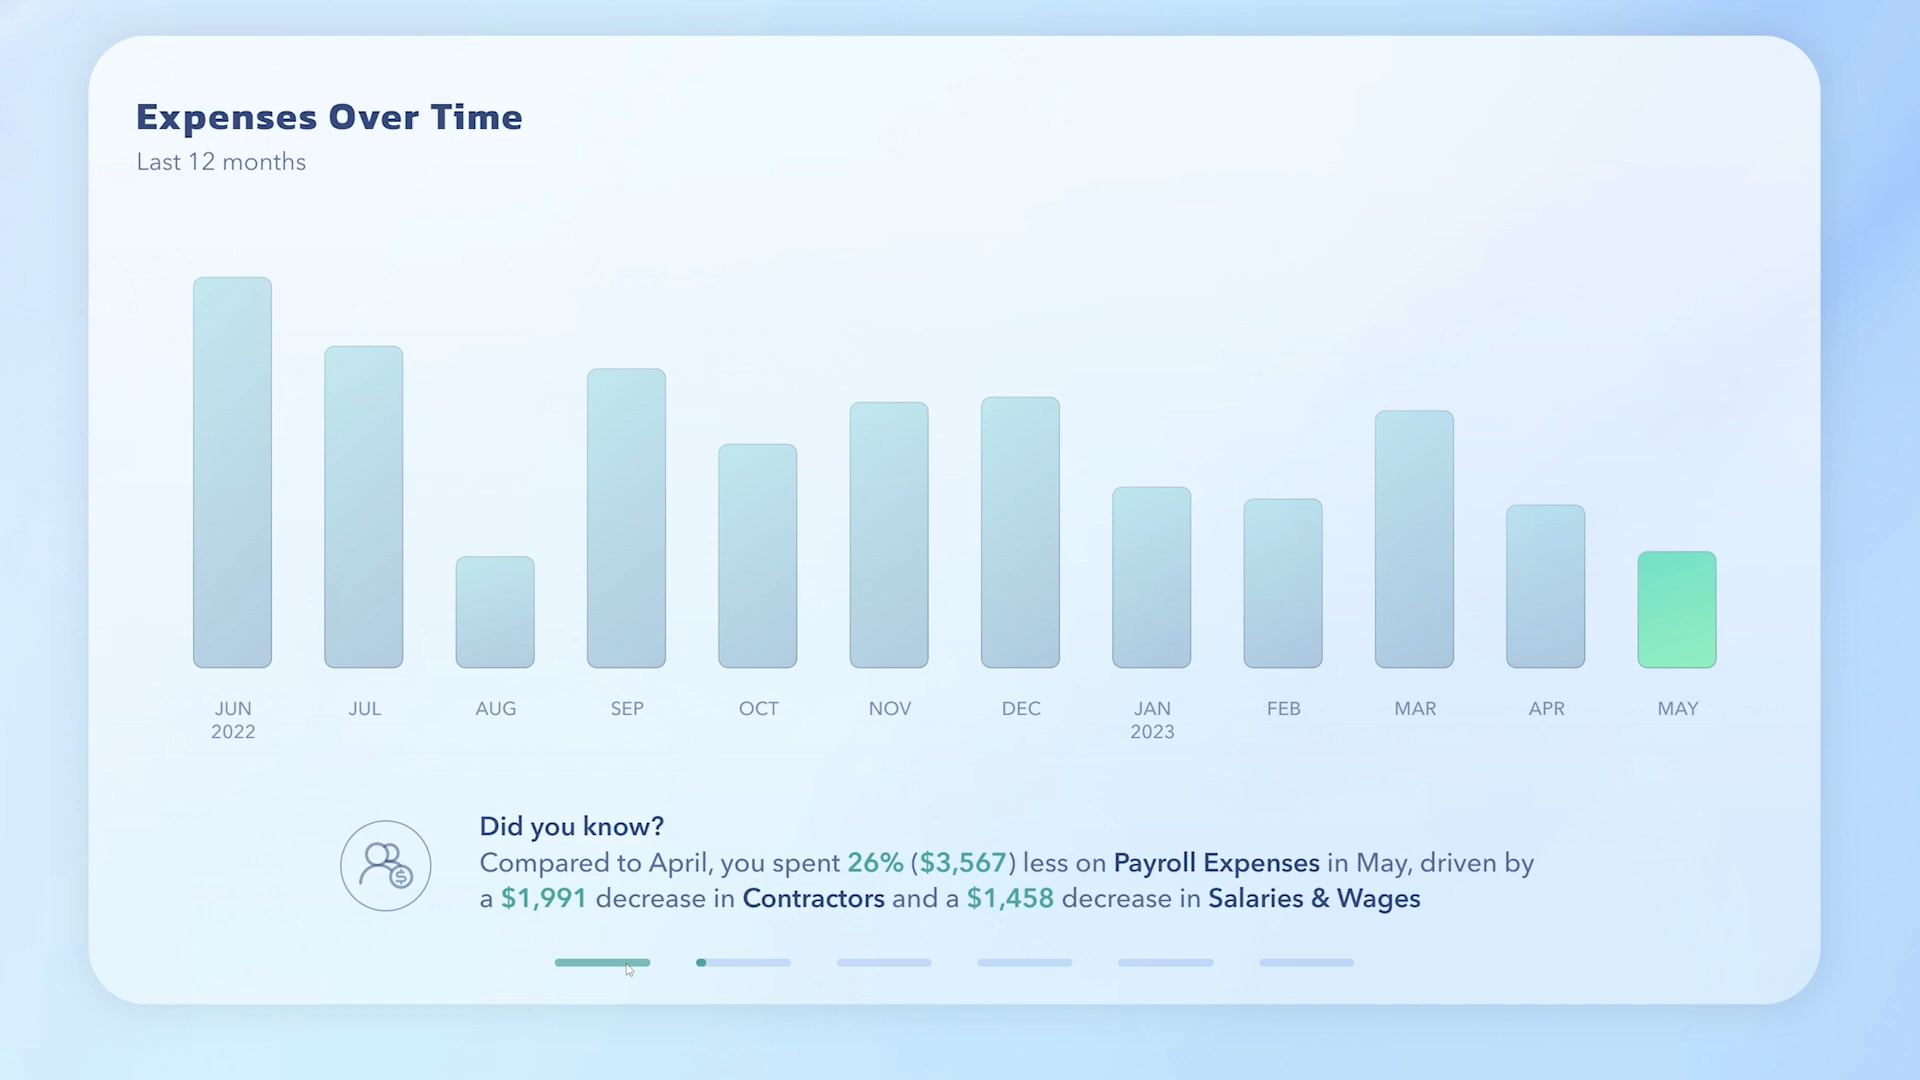 Expenses Over Time
Last 12 months
JUN JUL AUG SEP OCT NOV DEC JAN FEB MAR APR MAY
2022 2023
Did you know?
Compared to April, you spent 26% ($3,567) less on Payroll Expenses in May, driven by
a $1,991 decrease in Contractors and a $1,458 decrease in Salaries & Wages